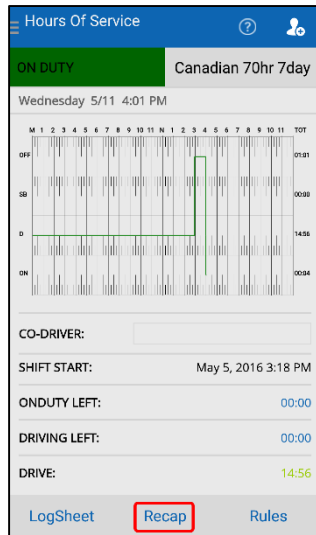 Hours Of Service
?
ON DUTY
Canadian 70hr 7day
Wednesday 5/11 4:01 PM
M 1 2 3 4 5 6 7 8 9 10 11 N 1 2 3 4 5 6 7 8 9 10 11 TOT
OFF 01:01
SB 00:00
D 14:56
ON 00:04
CO-DRIVER:
SHIFT START: May 5, 2016 3:18 PM
ONDUTY LEFT: 00:00
DRIVING LEFT: 00:00
DRIVE: 14:56
LogSheet Recap Rules